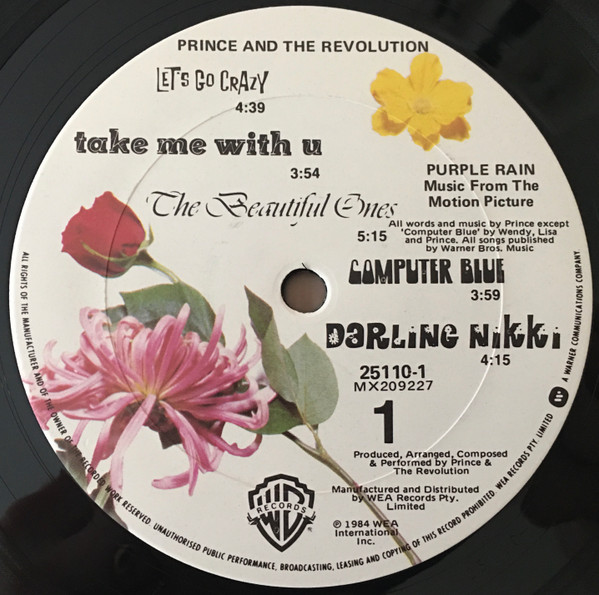 PRINCE AND THE REVOLUTION
LET'S GO CRAZY
4:39
take me with u
3:54
PURPLE RAIN
Music From The
Motion Picture
The Beautiful Ones
5:15
All words and music by Prince except
'Computer Blue' by Wendy, Lisa
and Prince. All songs published
by Warner Bros. Music
COMPUTER BLUE
3:59
DARLING NIKKI
4:15
25110-1
MX209227
1
Produced, Arranged, Composed
& Performed by Prince &
The Revolution
Manufactured and Distributed
by WEA Records Pty.
Limited
WB
RECORDS
®
℗ 1984 WEA
International
Inc.
ALL RIGHTS OF THE MANUFACTURER AND OF THE OWNER OF THE RECORDED WORK RESERVED. UNAUTHORISED PUBLIC PERFORMANCE, BROADCASTING, LEASING AND COPYING OF THIS RECORD PROHIBITED. WEA RECORDS PTY. LIMITED A WARNER COMMUNICATIONS COMPANY.